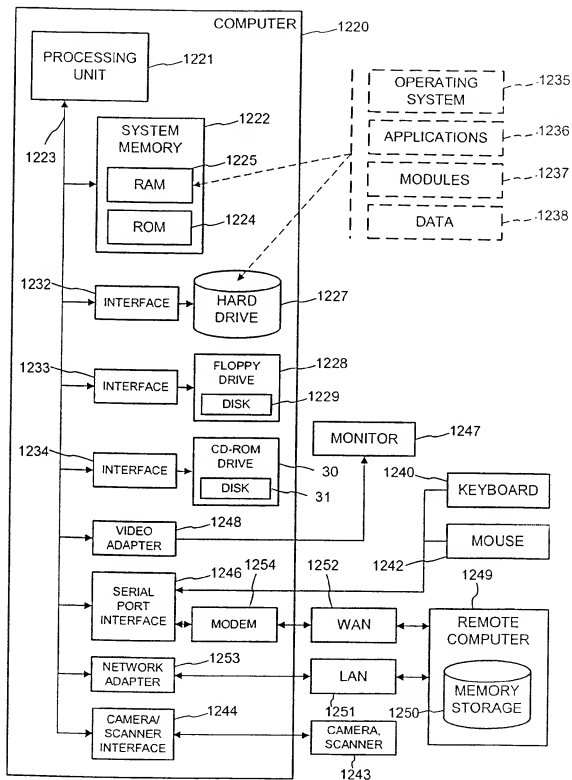 COMPUTER
1220
PROCESSING
UNIT
1221
1223
SYSTEM
MEMORY
1222
RAM
1225
ROM
1224
OPERATING
SYSTEM
1235
APPLICATIONS
1236
MODULES
1237
DATA
1238
1232
INTERFACE
HARD
DRIVE
1227
1233
INTERFACE
FLOPPY
DRIVE
1228
DISK
1229
1234
INTERFACE
CD-ROM
DRIVE
30
DISK
31
MONITOR
1247
1240
KEYBOARD
MOUSE
1242
VIDEO
ADAPTER
1248
SERIAL
PORT
INTERFACE
1246
MODEM
1254
WAN
1252
1249
REMOTE
COMPUTER
MEMORY
STORAGE
1250
NETWORK
ADAPTER
1253
LAN
1251
CAMERA/
SCANNER
INTERFACE
1244
CAMERA,
SCANNER
1243